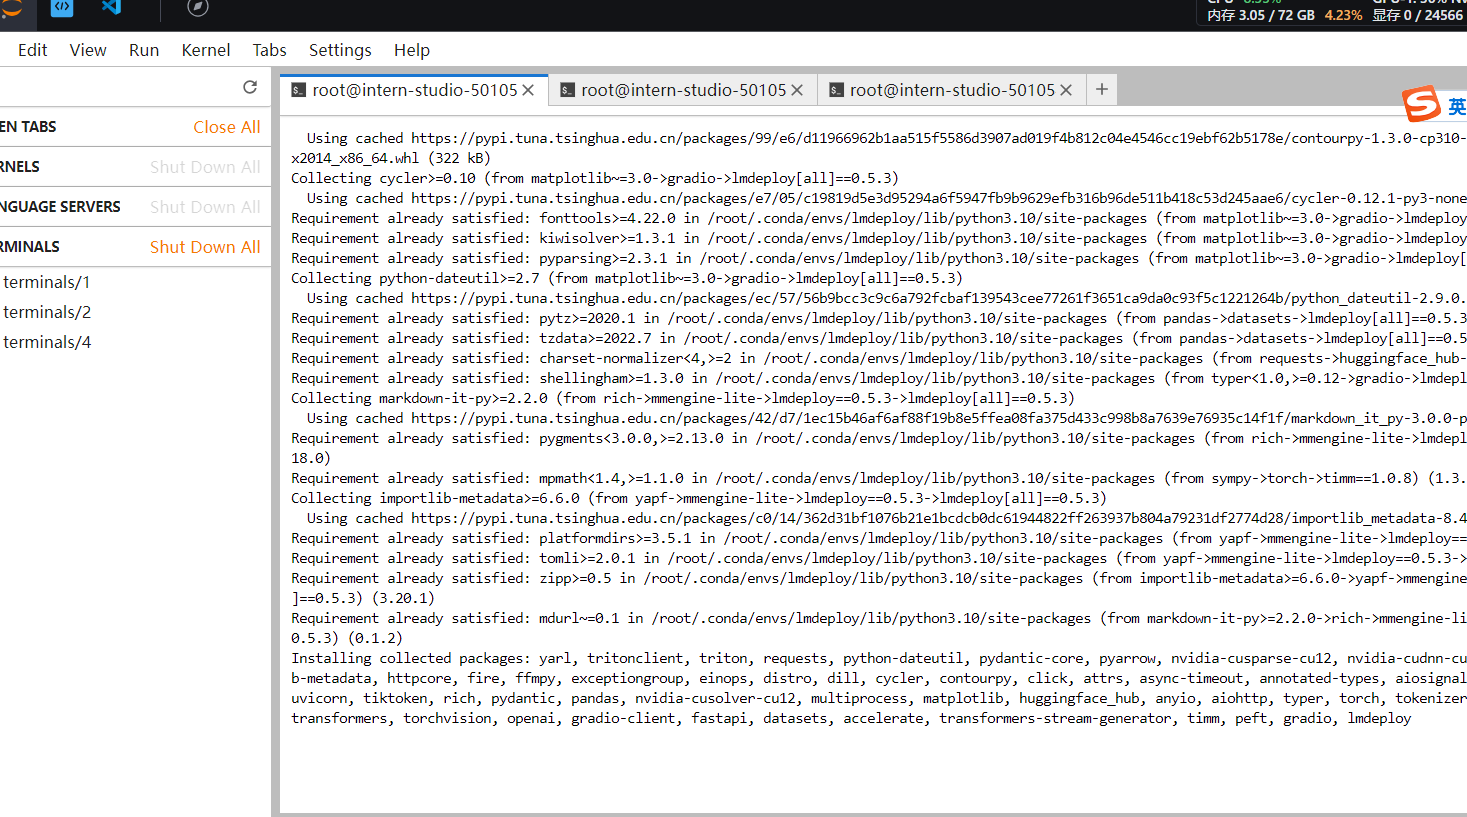 内存 3.05 / 72 GB 4.23% 显存 0 / 24566
Edit View Run Kernel Tabs Settings Help
root@intern-studio-50105 root@intern-studio-50105 root@intern-studio-50105
英
EN TABS Close All
RNELS Shut Down All
NGUAGE SERVERS Shut Down All
RMINALS Shut Down All
terminals/1
terminals/2
terminals/4
Using cached https://pypi.tuna.tsinghua.edu.cn/packages/99/e6/d11966962b1aa515f5586d3907ad019f4b812c04e4546cc19ebf62b5178e/contourpy-1.3.0-cp310-
x2014_x86_64.whl (322 kB)
Collecting cycler>=0.10 (from matplotlib~=3.0->gradio->lmdeploy[all]==0.5.3)
Using cached https://pypi.tuna.tsinghua.edu.cn/packages/e7/05/c19819d5e3d95294a6f5947fb9b9629efb316b96de511b418c53d245aae6/cycler-0.12.1-py3-none
Requirement already satisfied: fonttools>=4.22.0 in /root/.conda/envs/lmdeploy/lib/python3.10/site-packages (from matplotlib~=3.0->gradio->lmdeploy
Requirement already satisfied: kiwisolver>=1.3.1 in /root/.conda/envs/lmdeploy/lib/python3.10/site-packages (from matplotlib~=3.0->gradio->lmdeploy
Requirement already satisfied: pyparsing>=2.3.1 in /root/.conda/envs/lmdeploy/lib/python3.10/site-packages (from matplotlib~=3.0->gradio->lmdeploy[
Collecting python-dateutil>=2.7 (from matplotlib~=3.0->gradio->lmdeploy[all]==0.5.3)
Using cached https://pypi.tuna.tsinghua.edu.cn/packages/ec/57/56b9bcc3c9c6a792fcbaf139543cee77261f3651ca9da0c93f5c1221264b/python_dateutil-2.9.0.
Requirement already satisfied: pytz>=2020.1 in /root/.conda/envs/lmdeploy/lib/python3.10/site-packages (from pandas->datasets->lmdeploy[all]==0.5.3
Requirement already satisfied: tzdata>=2022.7 in /root/.conda/envs/lmdeploy/lib/python3.10/site-packages (from pandas->datasets->lmdeploy[all]==0.5
Requirement already satisfied: charset-normalizer<4,>=2 in /root/.conda/envs/lmdeploy/lib/python3.10/site-packages (from requests->huggingface_hub-
Requirement already satisfied: shellingham>=1.3.0 in /root/.conda/envs/lmdeploy/lib/python3.10/site-packages (from typer<1.0,>=0.12->gradio->lmdepl
Collecting markdown-it-py>=2.2.0 (from rich->mmengine-lite->lmdeploy==0.5.3->lmdeploy[all]==0.5.3)
Using cached https://pypi.tuna.tsinghua.edu.cn/packages/42/d7/1ec15b46af6af88f19b8e5ffea08fa375d433c998b8a7639e76935c14f1f/markdown_it_py-3.0.0-p
Requirement already satisfied: pygments<3.0.0,>=2.13.0 in /root/.conda/envs/lmdeploy/lib/python3.10/site-packages (from rich->mmengine-lite->lmdepl
18.0)
Requirement already satisfied: mpmath<1.4,>=1.1.0 in /root/.conda/envs/lmdeploy/lib/python3.10/site-packages (from sympy->torch->timm==1.0.8) (1.3.
Collecting importlib-metadata>=6.6.0 (from yapf->mmengine-lite->lmdeploy==0.5.3->lmdeploy[all]==0.5.3)
Using cached https://pypi.tuna.tsinghua.edu.cn/packages/c0/14/362d31bf1076b21e1bcdcb0dc61944822ff263937b804a79231df2774d28/importlib_metadata-8.4
Requirement already satisfied: platformdirs>=3.5.1 in /root/.conda/envs/lmdeploy/lib/python3.10/site-packages (from yapf->mmengine-lite->lmdeploy==
Requirement already satisfied: tomli>=2.0.1 in /root/.conda/envs/lmdeploy/lib/python3.10/site-packages (from yapf->mmengine-lite->lmdeploy==0.5.3->
Requirement already satisfied: zipp>=0.5 in /root/.conda/envs/lmdeploy/lib/python3.10/site-packages (from importlib-metadata>=6.6.0->yapf->mmengine
]==0.5.3) (3.20.1)
Requirement already satisfied: mdurl~=0.1 in /root/.conda/envs/lmdeploy/lib/python3.10/site-packages (from markdown-it-py>=2.2.0->rich->mmengine-li
0.5.3) (0.1.2)
Installing collected packages: yarl, tritonclient, triton, requests, python-dateutil, pydantic-core, pyarrow, nvidia-cusparse-cu12, nvidia-cudnn-cu
b-metadata, httpcore, fire, ffmpy, exceptiongroup, einops, distro, dill, cycler, contourpy, click, attrs, async-timeout, annotated-types, aiosignal
uvicorn, tiktoken, rich, pydantic, pandas, nvidia-cusolver-cu12, multiprocess, matplotlib, huggingface_hub, anyio, aiohttp, typer, torch, tokenizer
transformers, torchvision, openai, gradio-client, fastapi, datasets, accelerate, transformers-stream-generator, timm, peft, gradio, lmdeploy